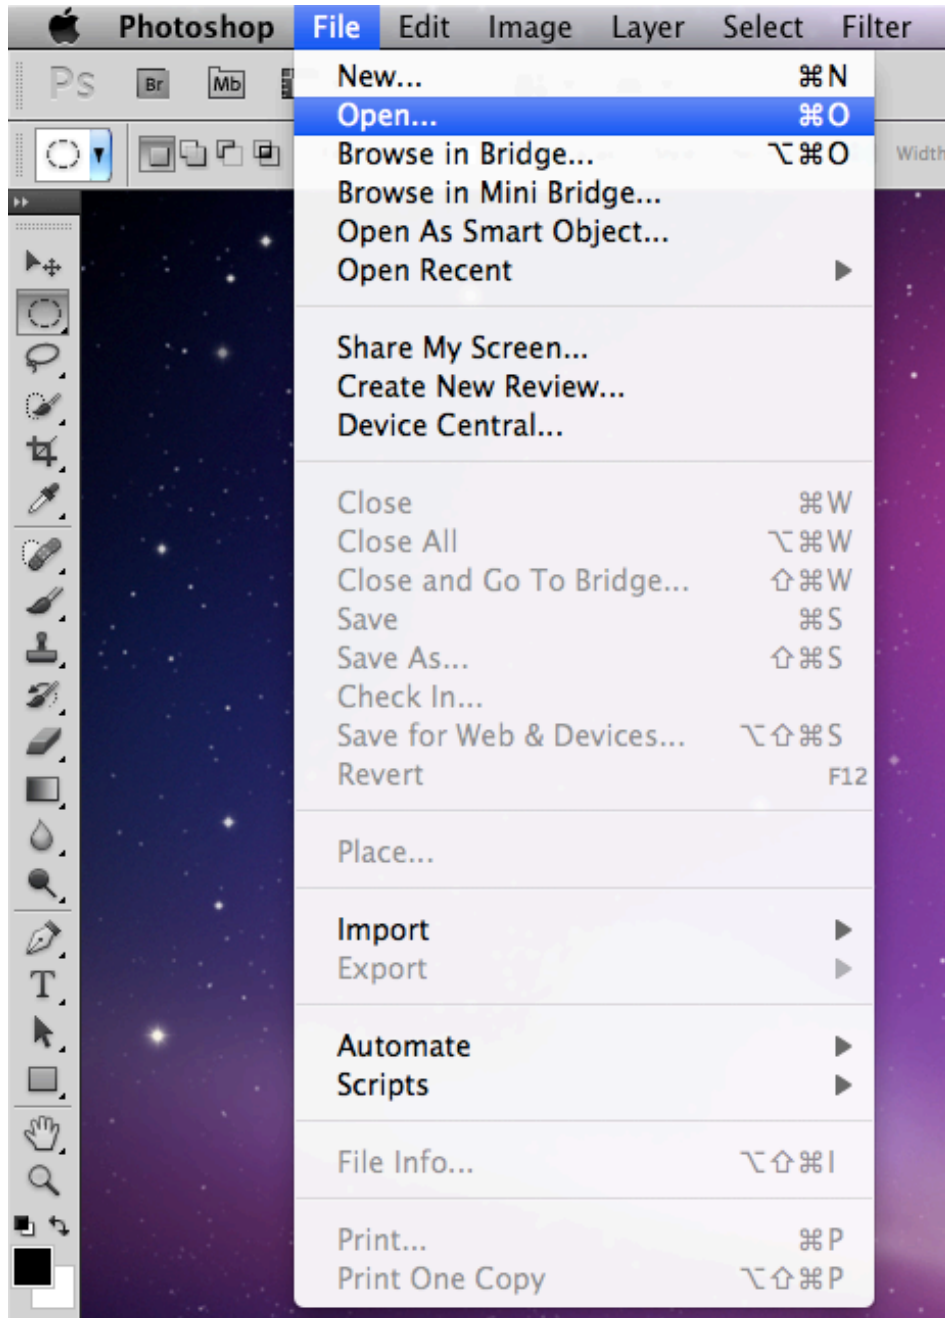 Photoshop File Edit Image Layer Select Filter
Ps Br Mb
New... ⌘N
Open... ⌘O
Browse in Bridge... ⌥⌘O
Width
Browse in Mini Bridge...
Open As Smart Object...
Open Recent
Share My Screen...
Create New Review...
Device Central...
Close ⌘W
Close All ⌥⌘W
Close and Go To Bridge... ⇧⌘W
Save ⌘S
Save As... ⇧⌘S
Check In...
Save for Web & Devices... ⌥⇧⌘S
Revert F12
Place...
Import
Export
Automate
Scripts
File Info... ⌥⇧⌘I
Print... ⌘P
Print One Copy ⌥⇧⌘P